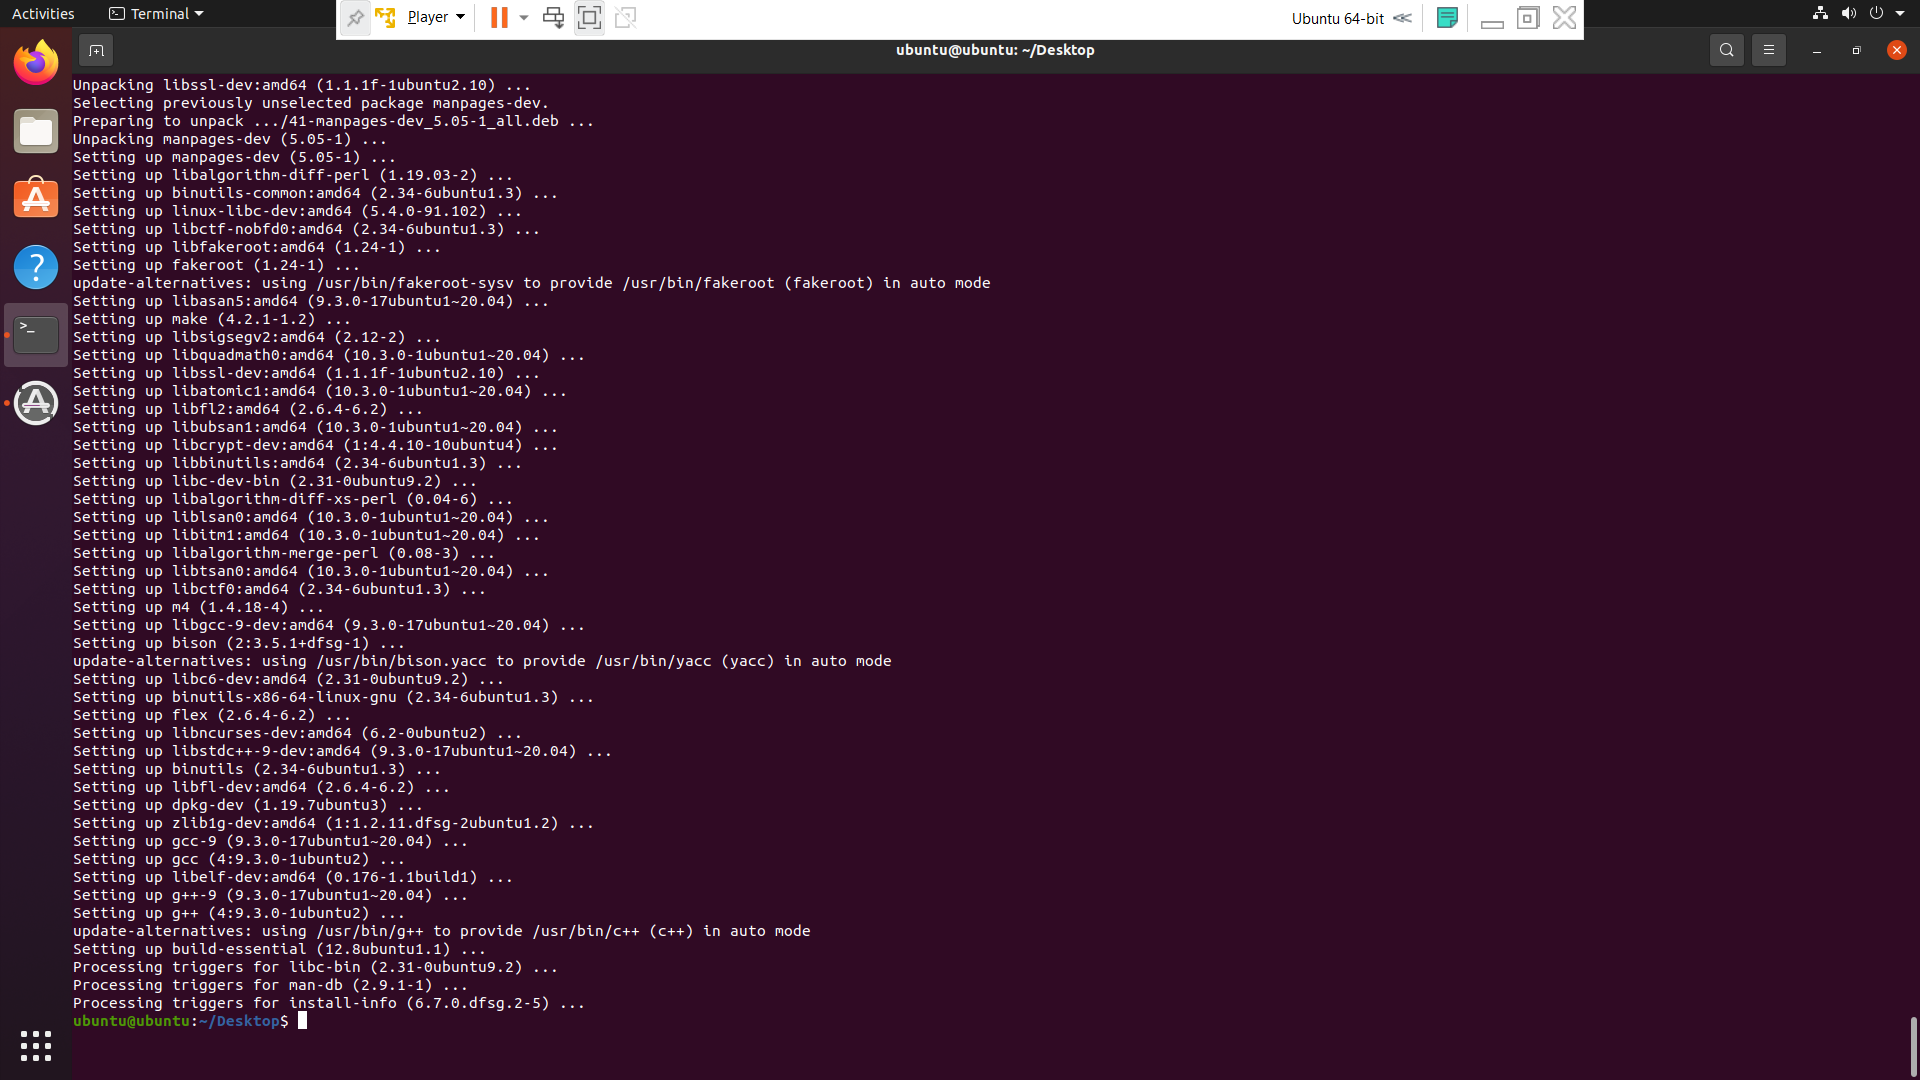 Activities
Terminal
Player
Ubuntu 64-bit
ubuntu@ubuntu: ~/Desktop
Unpacking libssl-dev:amd64 (1.1.1f-1ubuntu2.10) ...
Selecting previously unselected package manpages-dev.
Preparing to unpack .../41-manpages-dev_5.05-1_all.deb ...
Unpacking manpages-dev (5.05-1) ...
Setting up manpages-dev (5.05-1) ...
Setting up libalgorithm-diff-perl (1.19.03-2) ...
Setting up binutils-common:amd64 (2.34-6ubuntu1.3) ...
Setting up linux-libc-dev:amd64 (5.4.0-91.102) ...
Setting up libctf-nobfd0:amd64 (2.34-6ubuntu1.3) ...
Setting up libfakeroot:amd64 (1.24-1) ...
Setting up fakeroot (1.24-1) ...
update-alternatives: using /usr/bin/fakeroot-sysv to provide /usr/bin/fakeroot (fakeroot) in auto mode
Setting up libasan5:amd64 (9.3.0-17ubuntu1~20.04) ...
Setting up make (4.2.1-1.2) ...
Setting up libsigsegv2:amd64 (2.12-2) ...
Setting up libquadmath0:amd64 (10.3.0-1ubuntu1~20.04) ...
Setting up libssl-dev:amd64 (1.1.1f-1ubuntu2.10) ...
Setting up libatomic1:amd64 (10.3.0-1ubuntu1~20.04) ...
Setting up libfl2:amd64 (2.6.4-6.2) ...
Setting up libubsan1:amd64 (10.3.0-1ubuntu1~20.04) ...
Setting up libcrypt-dev:amd64 (1:4.4.10-10ubuntu4) ...
Setting up libbinutils:amd64 (2.34-6ubuntu1.3) ...
Setting up libc-dev-bin (2.31-0ubuntu9.2) ...
Setting up libalgorithm-diff-xs-perl (0.04-6) ...
Setting up liblsan0:amd64 (10.3.0-1ubuntu1~20.04) ...
Setting up libitm1:amd64 (10.3.0-1ubuntu1~20.04) ...
Setting up libalgorithm-merge-perl (0.08-3) ...
Setting up libtsan0:amd64 (10.3.0-1ubuntu1~20.04) ...
Setting up libctf0:amd64 (2.34-6ubuntu1.3) ...
Setting up m4 (1.4.18-4) ...
Setting up libgcc-9-dev:amd64 (9.3.0-17ubuntu1~20.04) ...
Setting up bison (2:3.5.1+dfsg-1) ...
update-alternatives: using /usr/bin/bison.yacc to provide /usr/bin/yacc (yacc) in auto mode
Setting up libc6-dev:amd64 (2.31-0ubuntu9.2) ...
Setting up binutils-x86-64-linux-gnu (2.34-6ubuntu1.3) ...
Setting up flex (2.6.4-6.2) ...
Setting up libncurses-dev:amd64 (6.2-0ubuntu2) ...
Setting up libstdc++-9-dev:amd64 (9.3.0-17ubuntu1~20.04) ...
Setting up binutils (2.34-6ubuntu1.3) ...
Setting up libfl-dev:amd64 (2.6.4-6.2) ...
Setting up dpkg-dev (1.19.7ubuntu3) ...
Setting up zlib1g-dev:amd64 (1:1.2.11.dfsg-2ubuntu1.2) ...
Setting up gcc-9 (9.3.0-17ubuntu1~20.04) ...
Setting up gcc (4:9.3.0-1ubuntu2) ...
Setting up libelf-dev:amd64 (0.176-1.1build1) ...
Setting up g++-9 (9.3.0-17ubuntu1~20.04) ...
Setting up g++ (4:9.3.0-1ubuntu2) ...
update-alternatives: using /usr/bin/g++ to provide /usr/bin/c++ (c++) in auto mode
Setting up build-essential (12.8ubuntu1.1) ...
Processing triggers for libc-bin (2.31-0ubuntu9.2) ...
Processing triggers for man-db (2.9.1-1) ...
Processing triggers for install-info (6.7.0.dfsg.2-5) ...
ubuntu@ubuntu:~/Desktop$